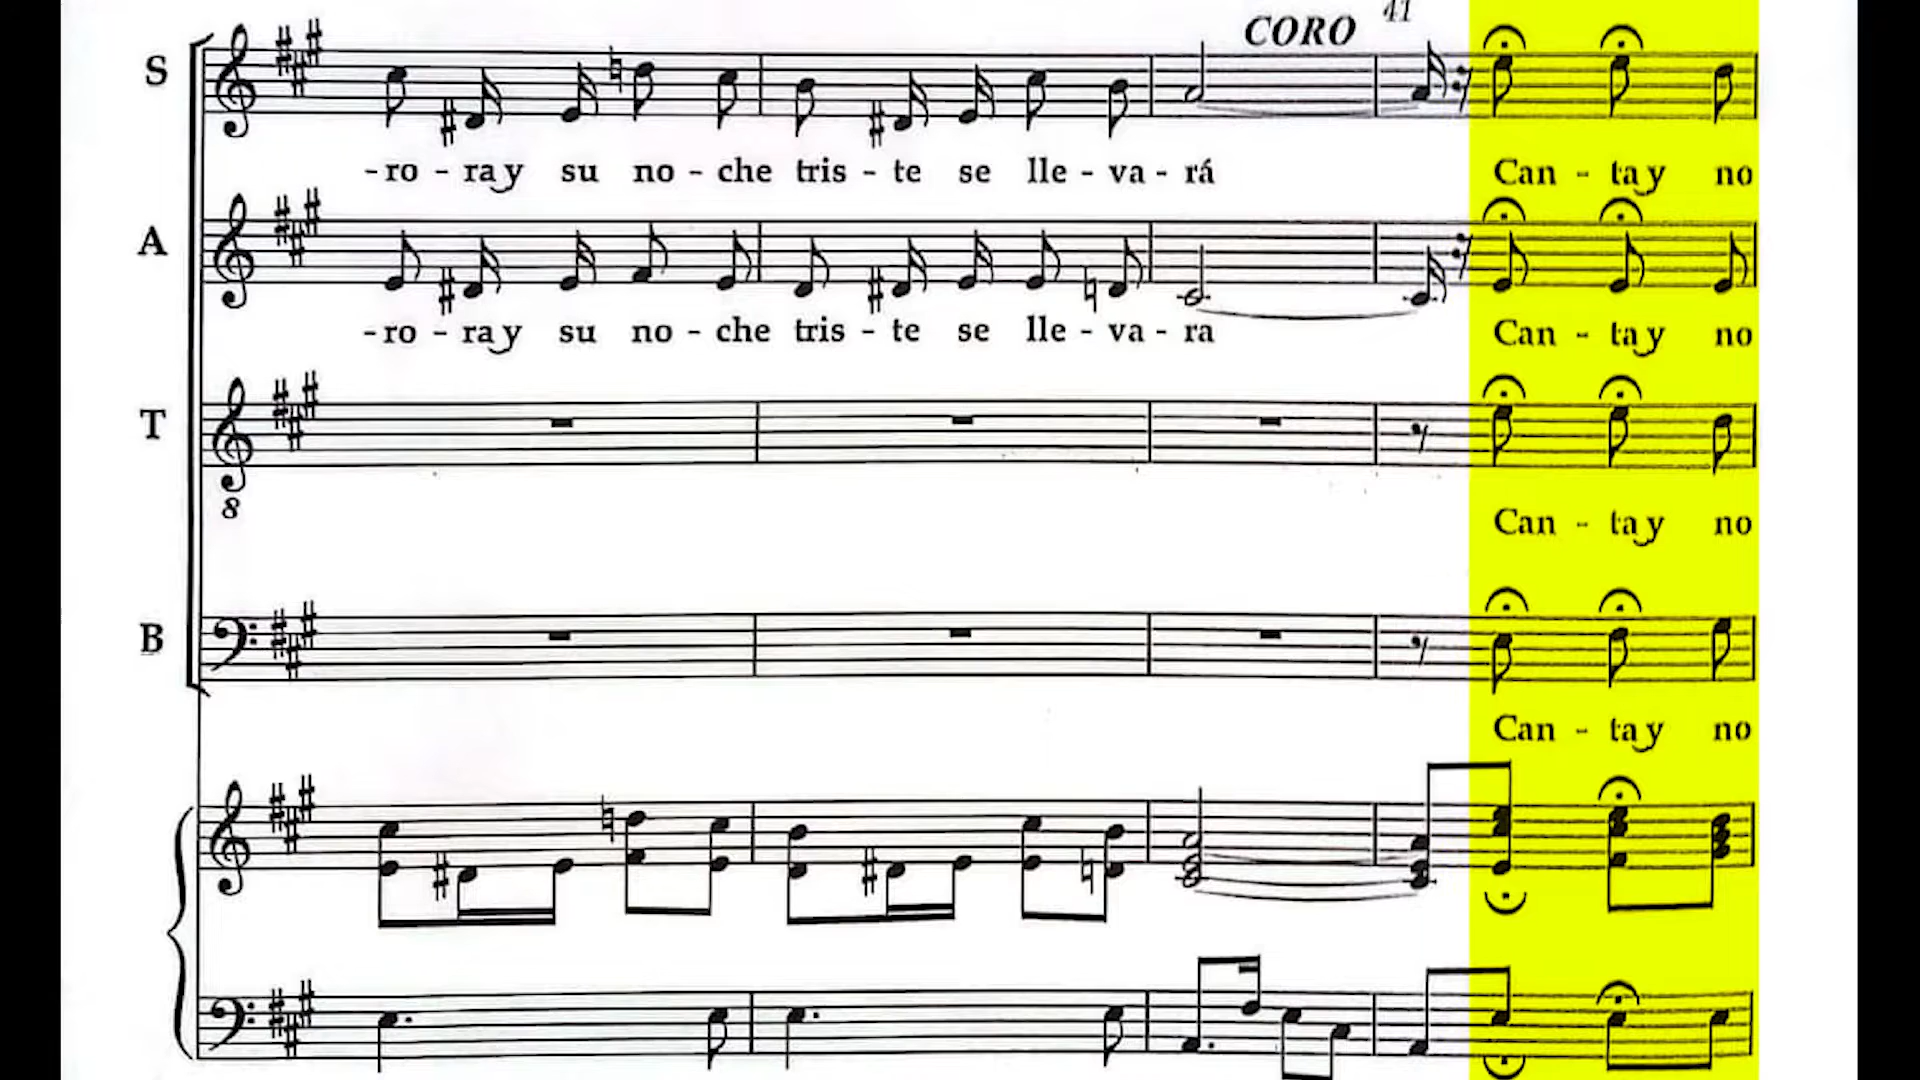 CORO 41
S
-ro - ray su no - che tris - te se lle - va - rá Can - tay no
A
-ro - ray su no - che tris - te se lle - va - ra Can - tay no
T
8
Can - tay no
B
Can - tay no